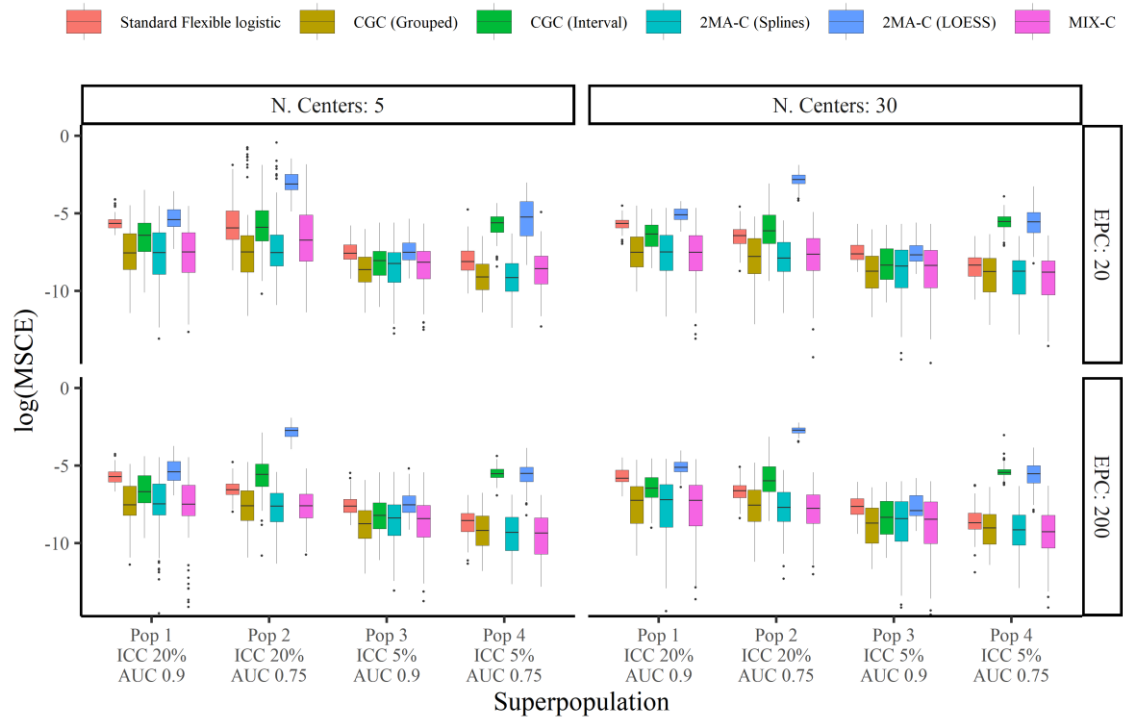 Standard Flexible logistic CGC (Grouped) CGC (Interval) 2MA-C (Splines) 2MA-C (LOESS) MIX-C
N. Centers: 5 N. Centers: 30
0
-5
-10
EPC: 20
0
-5
-10
EPC: 200
log(MSCE)
Pop 1 Pop 2 Pop 3 Pop 4 Pop 1 Pop 2 Pop 3 Pop 4
ICC 20% ICC 20% ICC 5% ICC 5% ICC 20% ICC 20% ICC 5% ICC 5%
AUC 0.9 AUC 0.75 AUC 0.9 AUC 0.75 AUC 0.9 AUC 0.75 AUC 0.9 AUC 0.75
Superpopulation